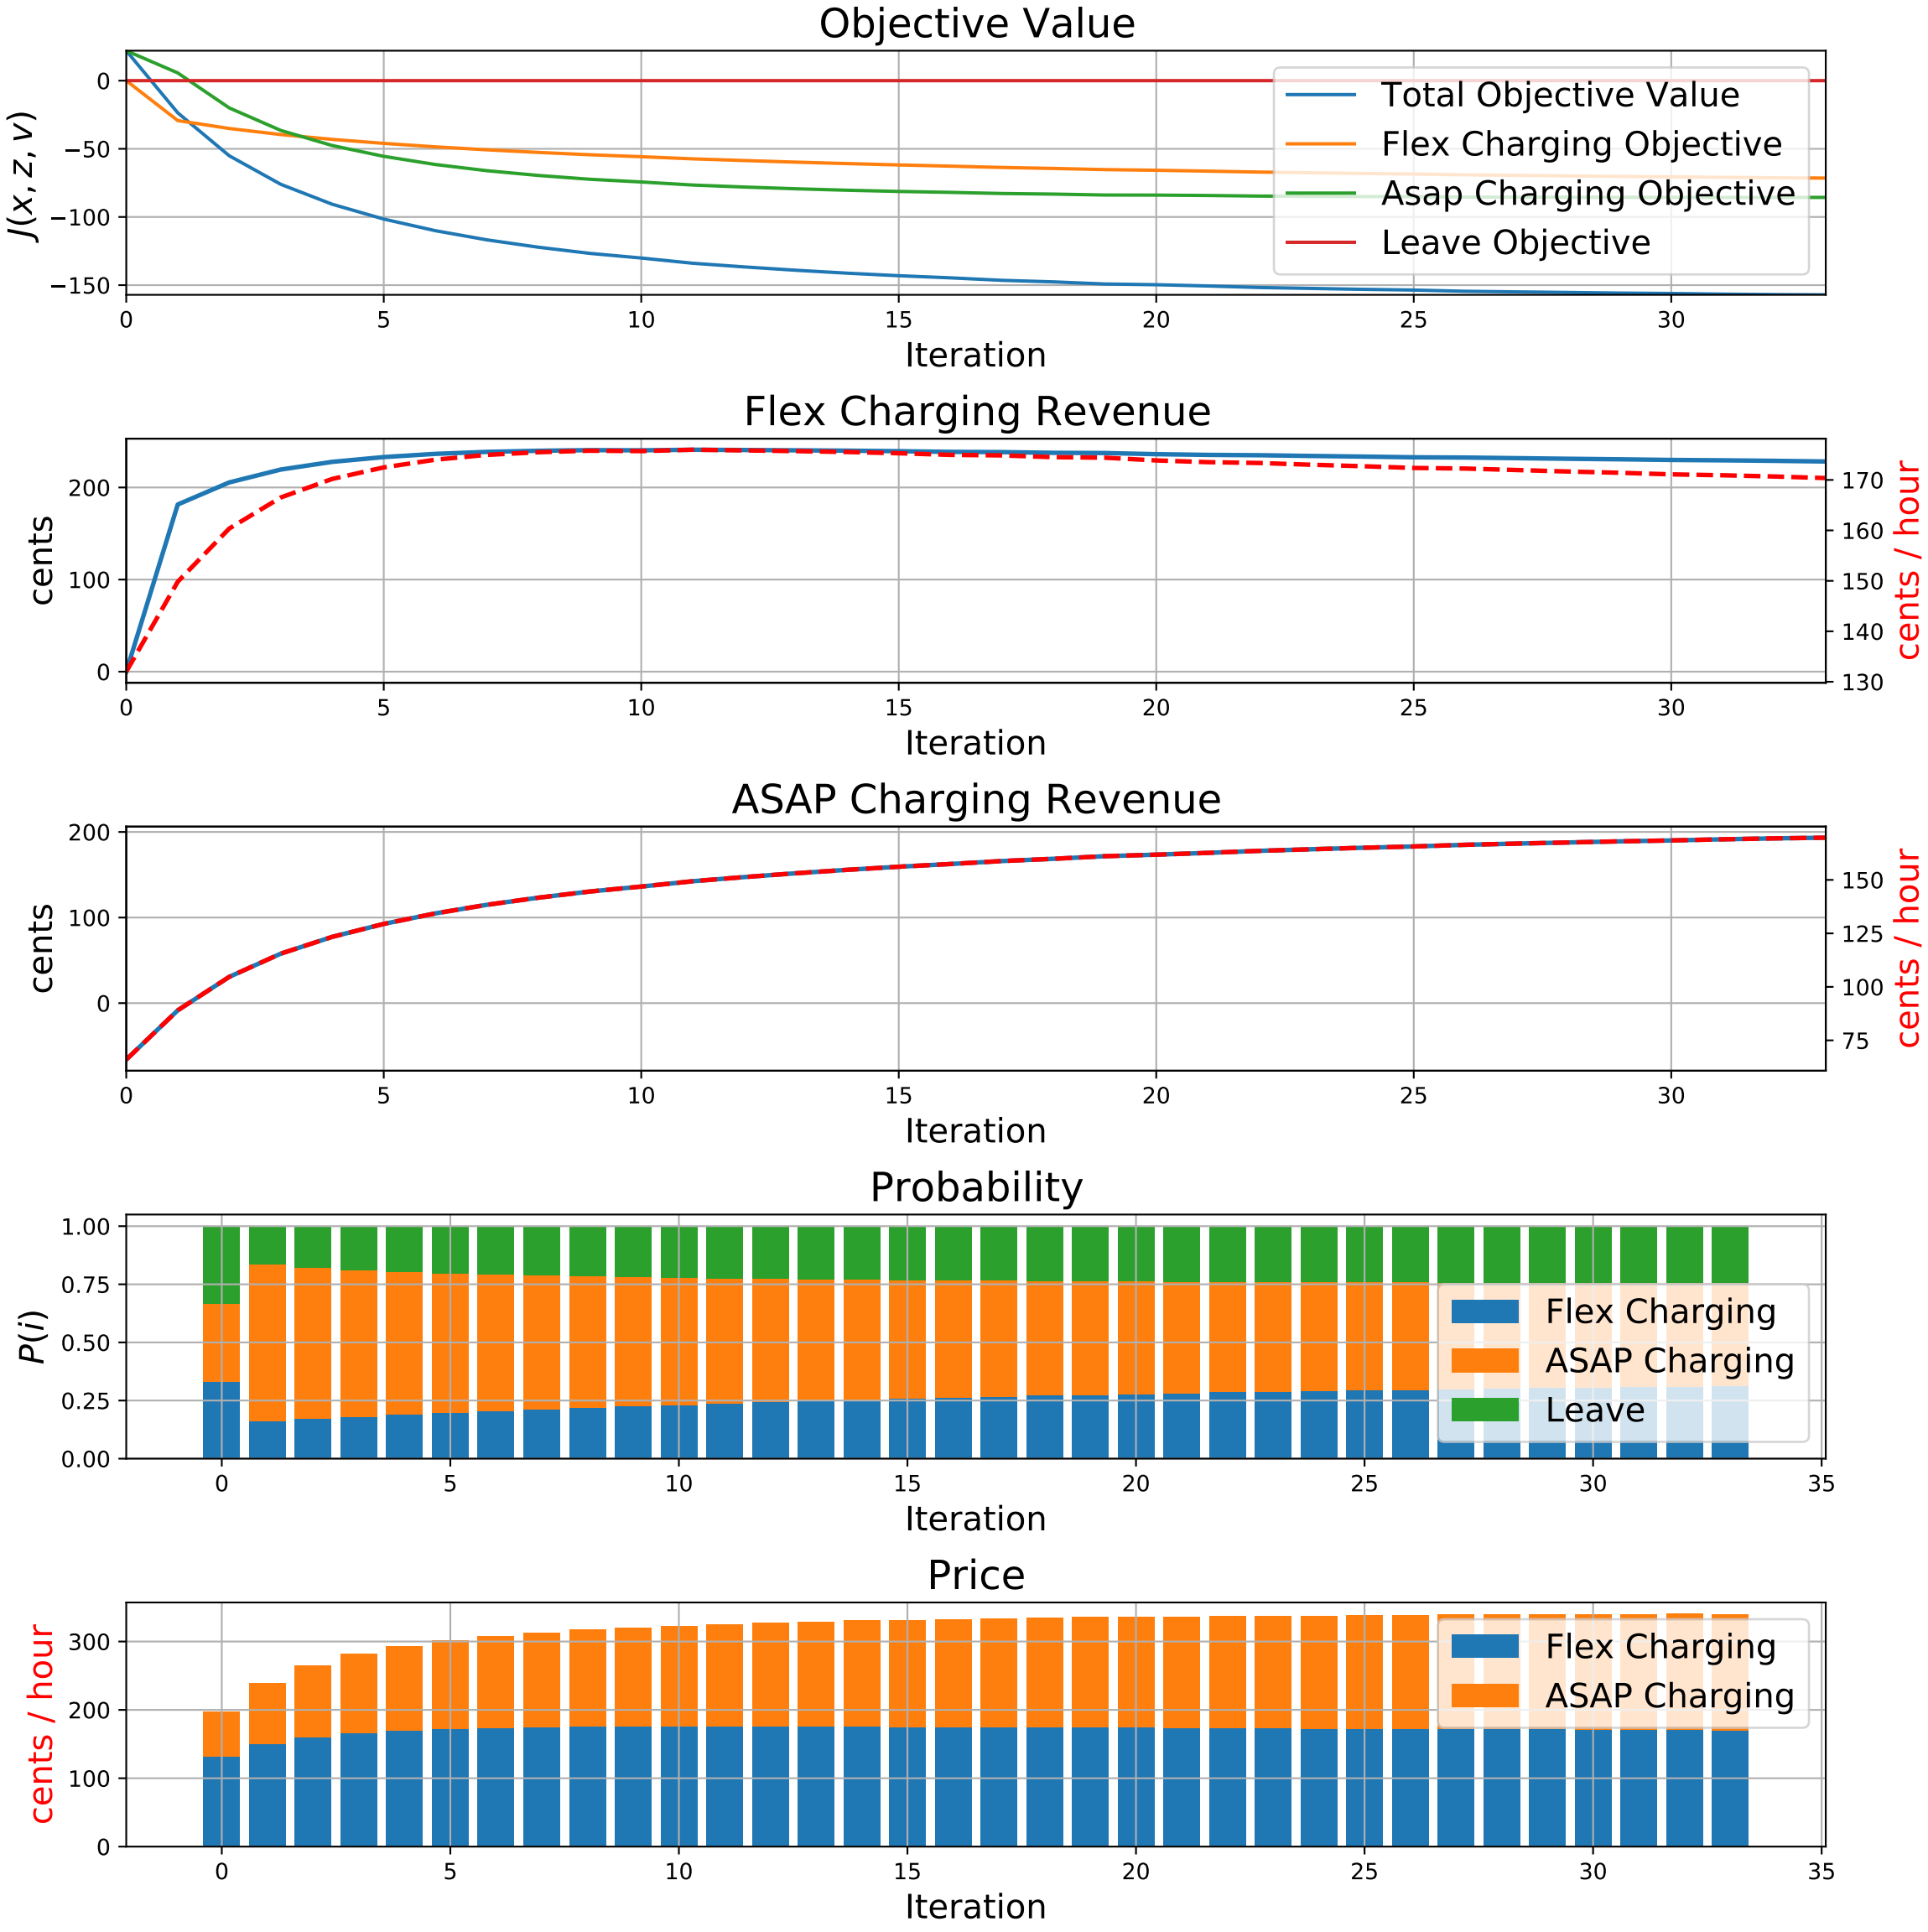 Objective Value
J(x, z, v)
0
−50
−100
−150
Total Objective Value
Flex Charging Objective
Asap Charging Objective
Leave Objective
0 5 10 15 20 25 30
Iteration
Flex Charging Revenue
cents
200
100
0
170
160
150
140
130
cents / hour
0 5 10 15 20 25 30
Iteration
ASAP Charging Revenue
cents
200
100
0
150
125
100
75
cents / hour
0 5 10 15 20 25 30
Iteration
Probability
P(i)
1.00
0.75
0.50
0.25
0.00
Flex Charging
ASAP Charging
Leave
0 5 10 15 20 25 30 35
Iteration
Price
cents / hour
300
200
100
0
Flex Charging
ASAP Charging
0 5 10 15 20 25 30 35
Iteration